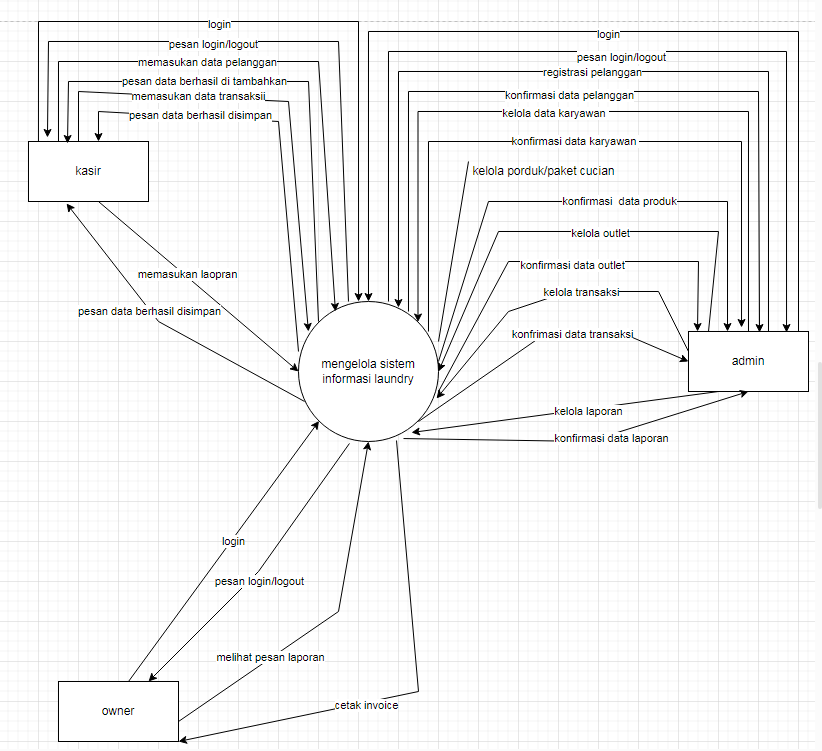 login
pesan login/logout
memasukan data pelanggan
pesan data berhasil di tambahkan
memasukan data transaksii
pesan data berhasil disimpan
kasir
memasukan laopran
pesan data berhasil disimpan
login
pesan login/logout
registrasi pelanggan
konfirmasi data pelanggan
kelola data karyawan
konfirmasi data karyawan
kelola porduk/paket cucian
konfirmasi data produk
kelola outlet
konfirmasi data outlet
kelola transaksi
konfrimasi data transaksi
admin
mengelola sistem
informasi laundry
kelola laporan
konfirmasi data laporan
login
pesan login/logout
melihat pesan laporan
cetak invoice
owner